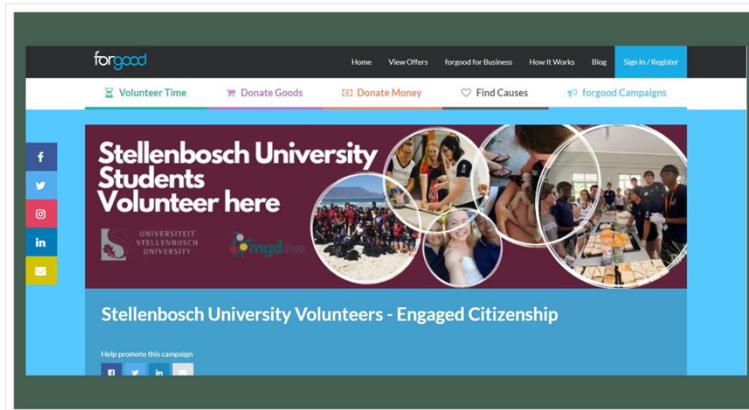 forgood
Home View Offers forgood for Business How It Works Blog Sign In / Register
Volunteer Time Donate Goods Donate Money Find Causes forgood Campaigns
Stellenbosch University
Students
Volunteer here
UNIVERSITEIT
STELLENBOSCH
UNIVERSITY
mgd
Stellenbosch University Volunteers - Engaged Citizenship
Help promote this campaign